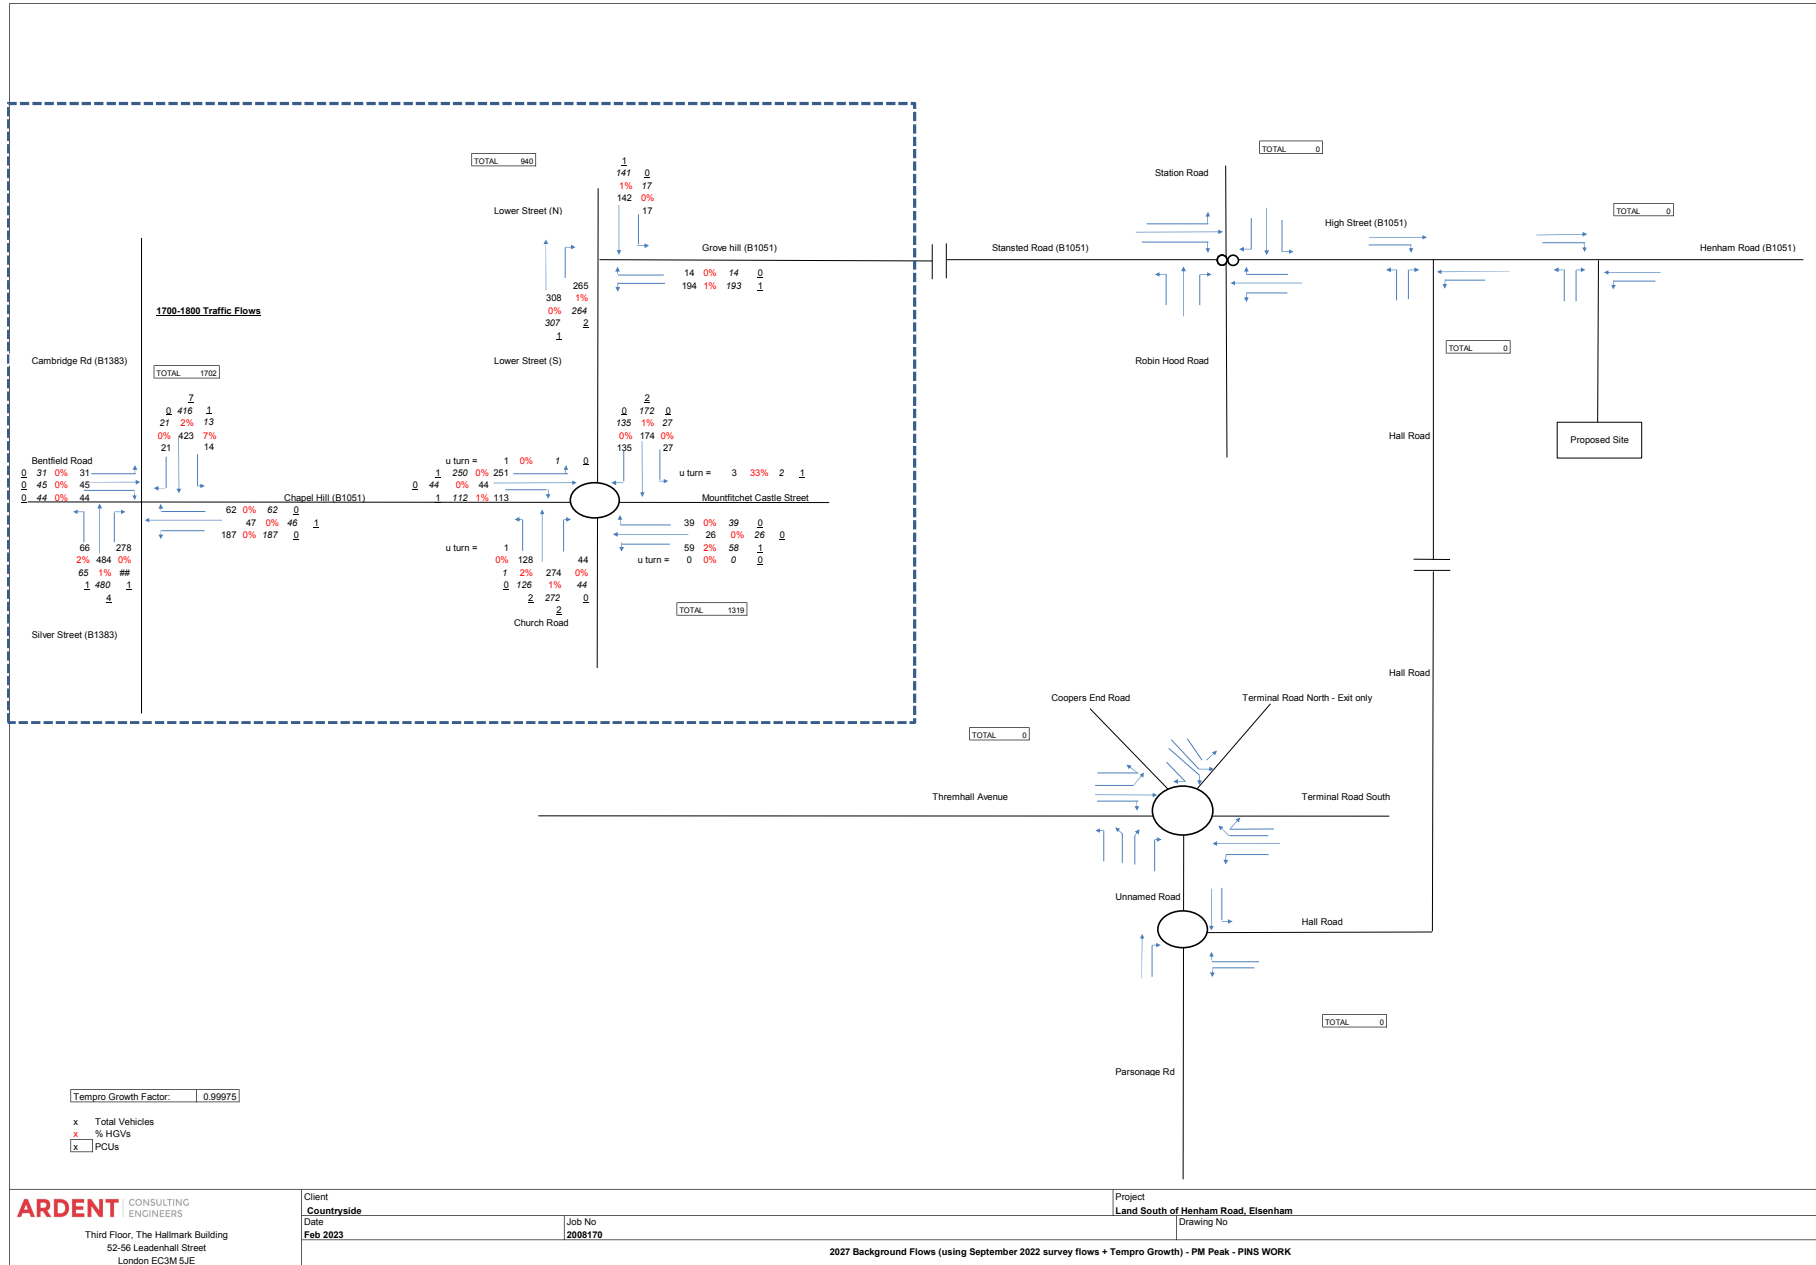 TOTAL 940
1
141 0
1% 17
142 0%
17
TOTAL 0
Station Road
Lower Street (N)
TOTAL 0
High Street (B1051)
Grove hill (B1051)
Stansted Road (B1051)
Henham Road (B1051)
14 0% 14 0
194 1% 193 1
265
308 1%
0% 264
307 2
1
1700-1800 Traffic Flows
Cambridge Rd (B1383)
Lower Street (S)
Robin Hood Road
TOTAL 0
TOTAL 1702
7
0 416 1
21 2% 13
0% 423 7%
21 14
2
0 172 0
135 1% 27
0% 174 0%
135 27
Hall Road
Proposed Site
Bentfield Road
0 31 0% 31
0 45 0% 45
0 44 0% 44
u turn = 1 0% 1 0
1 250 0% 251
0 44 0% 44
1 112 1% 113
u turn = 3 33% 2 1
Chapel Hill (B1051)
Mountfitchet Castle Street
62 0% 62 0
47 0% 46 1
187 0% 187 0
39 0% 39 0
26 0% 26 0
59 2% 58 1
u turn = 0 0% 0 0
66 278
2% 484 0%
65 1% ##
1 480 1
4
u turn = 1
0% 128 44
1 2% 274 0%
0 126 1% 44
2 272 0
2
TOTAL 1319
Church Road
Silver Street (B1383)
Hall Road
Coopers End Road
Terminal Road North - Exit only
TOTAL 0
Thremhall Avenue
Terminal Road South
Unnamed Road
Hall Road
TOTAL 0
Parsonage Rd
Tempro Growth Factor: 0.99975
x Total Vehicles
x % HGVs
x PCUs
ARDENT CONSULTING ENGINEERS
Third Floor, The Hallmark Building
52-56 Leadenhall Street
London EC3M 5JE
Client
Countryside
Project
Land South of Henham Road, Elsenham
Date
Feb 2023
Job No
2008170
Drawing No
2027 Background Flows (using September 2022 survey flows + Tempro Growth) - PM Peak - PINS WORK